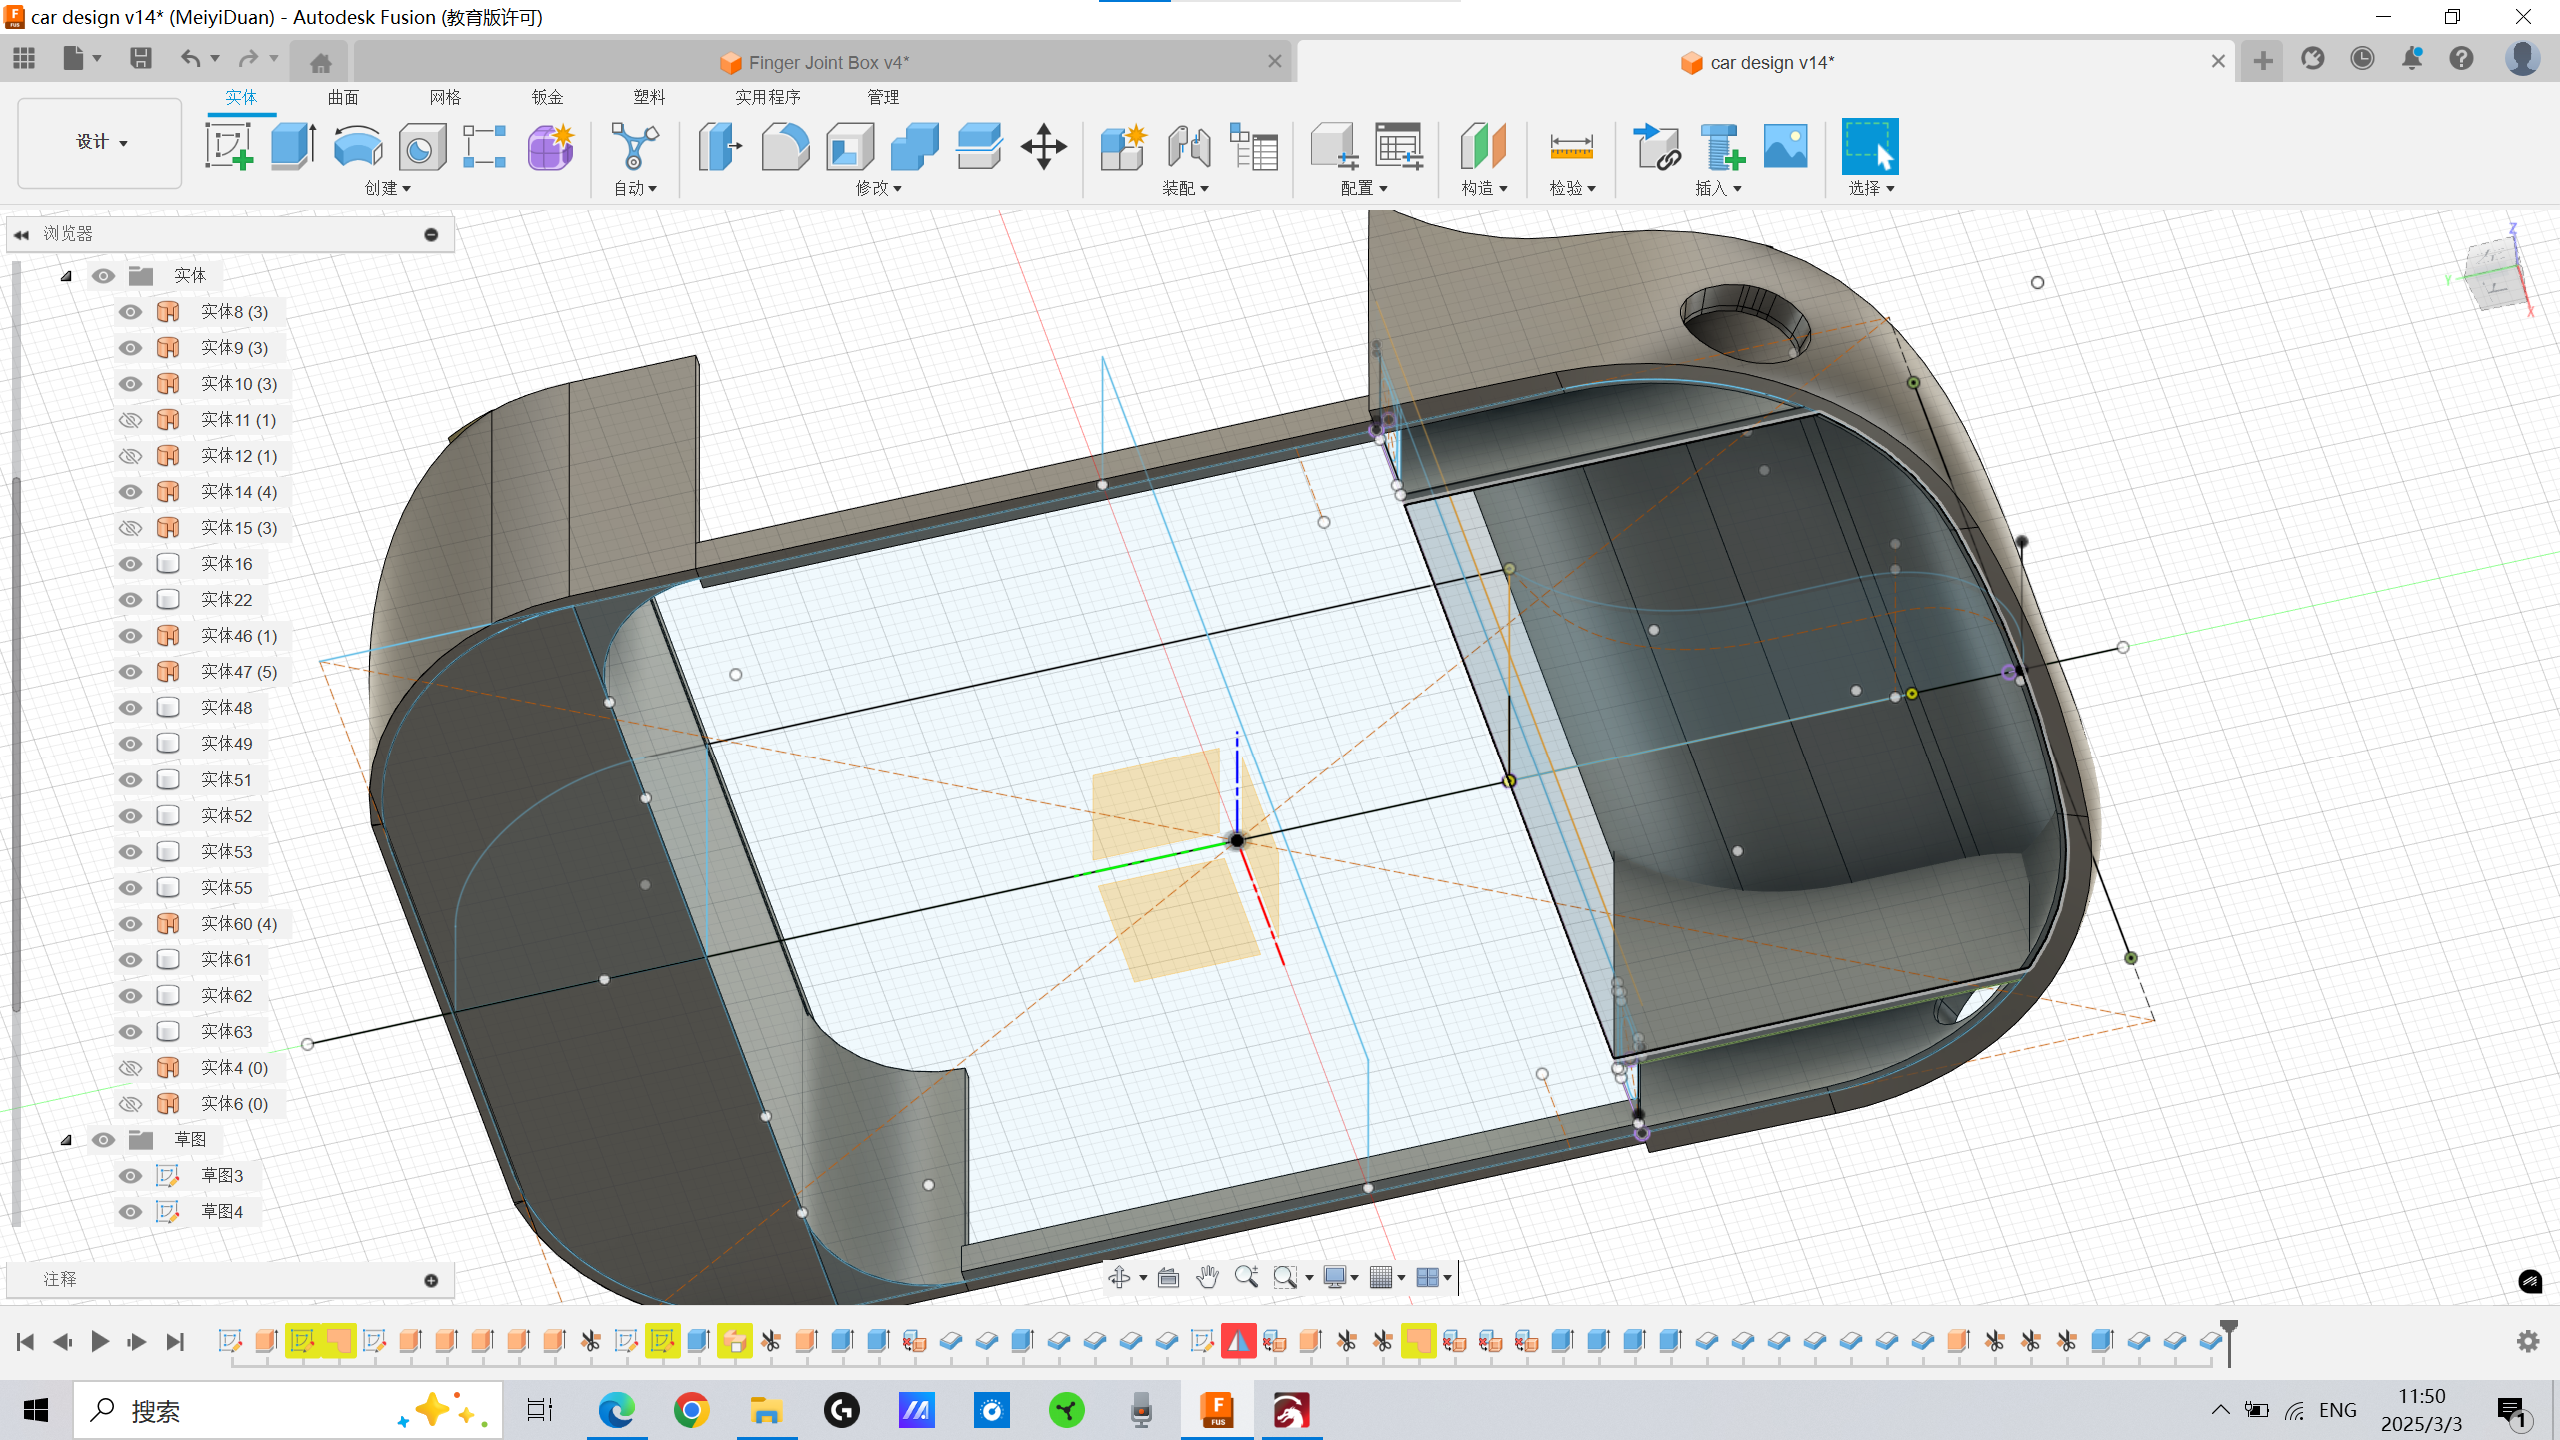 car design v14* (MeiyiDuan) - Autodesk Fusion (教育版许可)
Finger Joint Box v4*
car design v14*
设计
实体
曲面
网格
钣金
塑料
实用程序
管理
创建
自动
修改
装配
配置
构造
检验
插入
选择
浏览器
实体
实体8 (3)
实体9 (3)
实体10 (3)
实体11 (1)
实体12 (1)
实体14 (4)
实体15 (3)
实体16
实体22
实体46 (1)
实体47 (5)
实体48
实体49
实体51
实体52
实体53
实体55
实体60 (4)
实体61
实体62
实体63
实体4 (0)
实体6 (0)
草图
草图3
草图4
注释
Z
Y
X
搜索
F
FUS
ENG
11:50
2025/3/3
1